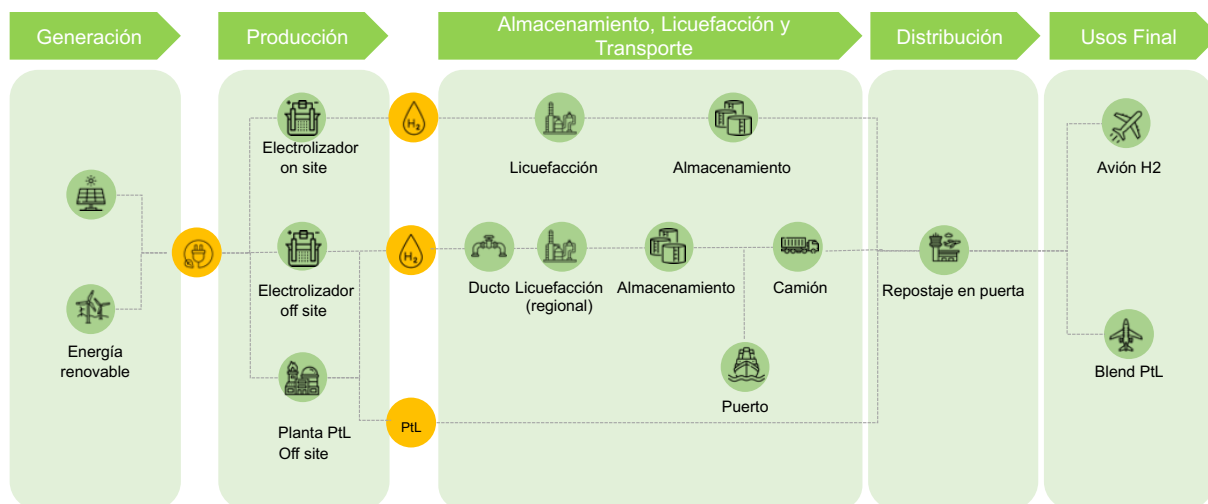 Generación
Producción
Almacenamiento, Licuefacción y
Transporte
Distribución
Usos Final
Energía
renovable
Electrolizador
on site
Electrolizador
off site
Planta PtL
Off site
H2
H2
PtL
Licuefacción
Almacenamiento
Ducto
Licuefacción
(regional)
Almacenamiento
Camión
Puerto
Repostaje en puerta
Avión H2
Blend PtL